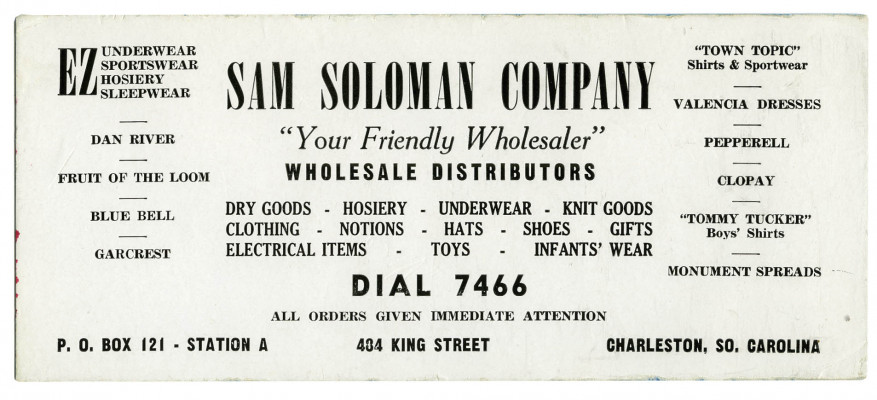 EZ UNDERWEAR
SPORTSWEAR
HOSIERY
SLEEPWEAR
DAN RIVER
FRUIT OF THE LOOM
BLUE BELL
GARCREST
SAM SOLOMAN COMPANY
"Your Friendly Wholesaler"
WHOLESALE DISTRIBUTORS
DRY GOODS - HOSIERY - UNDERWEAR - KNIT GOODS
CLOTHING - NOTIONS - HATS - SHOES - GIFTS
ELECTRICAL ITEMS - TOYS - INFANTS' WEAR
DIAL 7466
ALL ORDERS GIVEN IMMEDIATE ATTENTION
"TOWN TOPIC"
Shirts & Sportwear
VALENCIA DRESSES
PEPPERELL
CLOPAY
"TOMMY TUCKER"
Boys' Shirts
MONUMENT SPREADS
P. O. BOX 121 - STATION A 484 KING STREET CHARLESTON, SO. CAROLINA